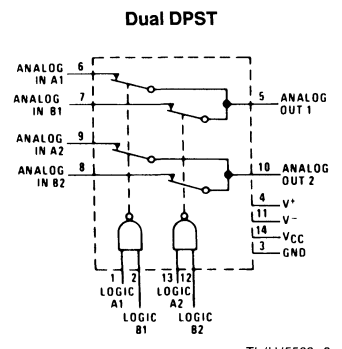 Dual DPST
ANALOG IN A1 6
ANALOG IN B1 7
5 ANALOG OUT 1
ANALOG IN A2 9
ANALOG IN B2 8
10 ANALOG OUT 2
4 V+
11 V−
14 VCC
3 GND
1 2 13 12
LOGIC A1
LOGIC A2
LOGIC B1
LOGIC B2